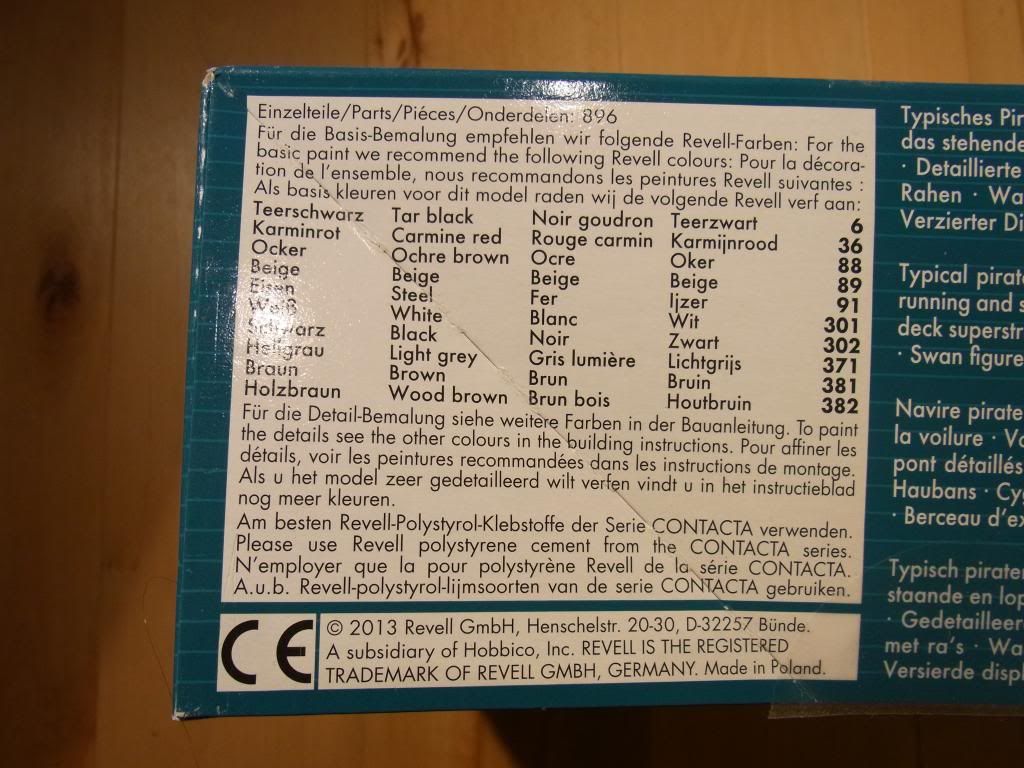 Einzelteile/Parts/Piéces/Onderdelen: 896
Für die Basis-Bemalung empfehlen wir folgende Revell-Farben: For the
basic paint we recommend the following Revell colours: Pour la décora-
tion de l'ensemble, nous recommandons les peintures Revell suivantes :
Als basis kleuren voor dit model raden wij de volgende Revell verf aan:
Teerschwarz Tar black Noir goudron Teerzwart 6
Karminrot Carmine red Rouge carmin Karmijnrood 36
Ocker Ochre brown Ocre Oker 88
Beige Beige Beige Beige 89
Eisen Steel Fer Ijzer 91
Weiß White Blanc Wit 301
Schwarz Black Noir Zwart 302
Hellgrau Light grey Gris lumière Lichtgrijs 371
Braun Brown Brun Bruin 381
Holzbraun Wood brown Brun bois Houtbruin 382
Für die Detail-Bemalung siehe weitere Farben in der Bauanleitung. To paint
the details see the other colours in the building instructions. Pour affiner les
détails, voir les peintures recommandées dans les instructions de montage.
Als u het model zeer gedetailleerd wilt verfen vindt u in het instructieblad
nog meer kleuren.
Am besten Revell-Polystyrol-Klebstoffe der Serie CONTACTA verwenden.
Please use Revell polystyrene cement from the CONTACTA series.
N'employer que la pour polystyrène Revell de la série CONTACTA.
A.u.b. Revell-polystyrol-lijmsoorten van de serie CONTACTA gebruiken.
CE
© 2013 Revell GmbH, Henschelstr. 20-30, D-32257 Bünde.
A subsidiary of Hobbico, Inc. REVELL IS THE REGISTERED
TRADEMARK OF REVELL GMBH, GERMANY. Made in Poland.
Typisches Pir
das stehende
· Detaillierte
Rahen · Wa
Verzierter Di
Typical pirate
running and s
deck superstr
· Swan figure
Navire pirate
la voilure · Vo
pont détaillés
Haubans · Cy
· Berceau d'ex
Typisch piraten
staande en lop
· Gedetailleer
met ra's · Wa
Versierde displ